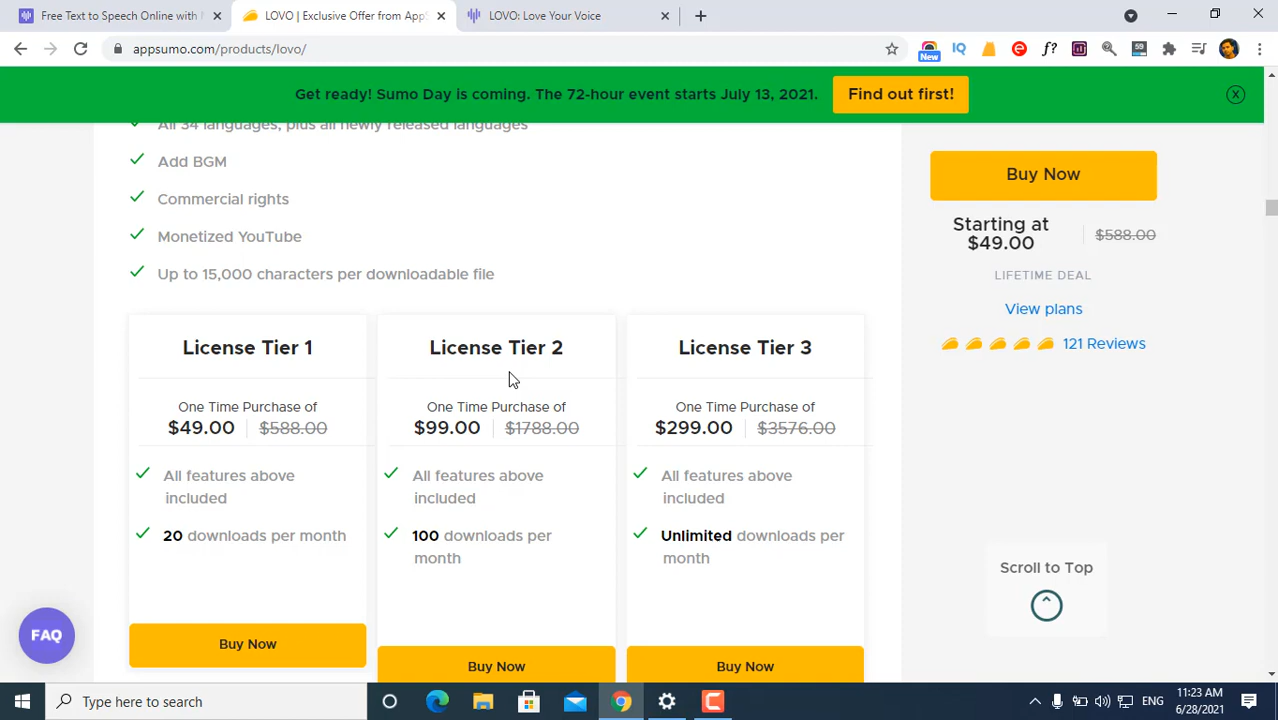 Free Text to Speech Online with
LOVO | Exclusive Offer from AppS
LOVO: Love Your Voice
appsumo.com/products/lovo/
New
IQ
e
f?
59
Get ready! Sumo Day is coming. The 72-hour event starts July 13, 2021.
Find out first!
X
All 34 languages, plus all newly released languages
Add BGM
Commercial rights
Monetized YouTube
Up to 15,000 characters per downloadable file
Buy Now
Starting at
$49.00
$588.00
LIFETIME DEAL
View plans
121 Reviews
License Tier 1
One Time Purchase of
$49.00 $588.00
All features above
included
20 downloads per month
Buy Now
License Tier 2
One Time Purchase of
$99.00 $1788.00
All features above
included
100 downloads per
month
Buy Now
License Tier 3
One Time Purchase of
$299.00 $3576.00
All features above
included
Unlimited downloads per
month
Buy Now
Scroll to Top
FAQ
Type here to search
ENG
11:23 AM
6/28/2021